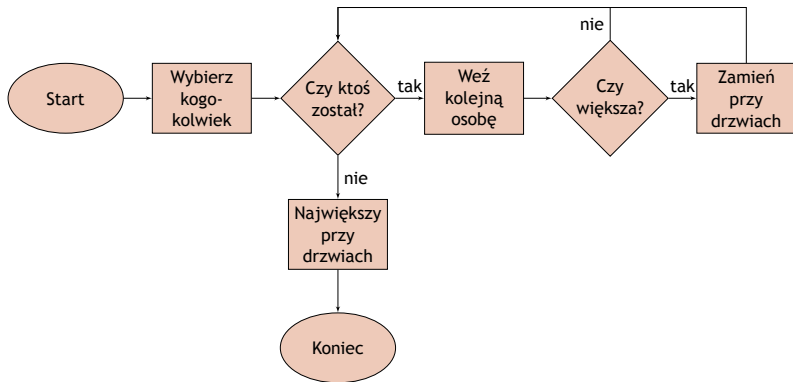 Start
Wybierz
kogo-
kolwiek
Czy ktoś
został?
tak
Weź
kolejną
osobę
Czy
większa?
nie
tak
Zamień
przy
drzwiach
nie
Największy
przy
drzwiach
Koniec